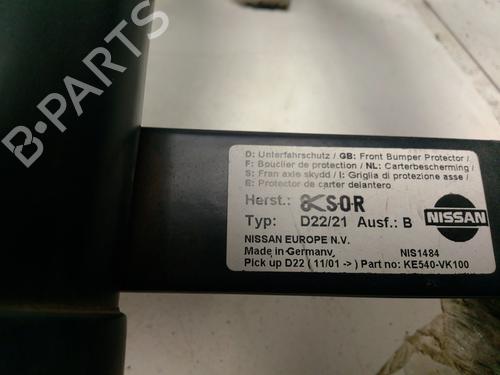 D: Unterfahrschutz / GB: Front Bumper Protector /
F: Bouclier de protection / NL: Carterbescherming /
S: Fran axle skydd / I: Griglia di protezione asse /
E: Protector de carter delantero
Herst.: SOR
Typ: D22/21 Ausf.: B
NISSAN
NISSAN EUROPE N.V.
Made in Germany, NIS1484
Pick up D22 ( 11/01 -> ) Part no: KE540-VK100
B-PARTS